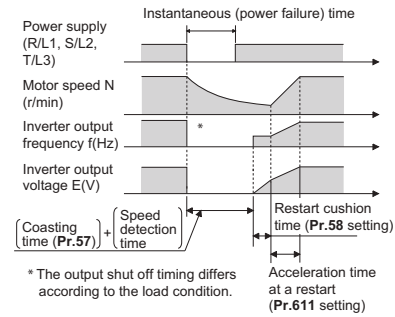 Instantaneous (power failure) time
Power supply
(R/L1, S/L2,
T/L3)
Motor speed N
(r/min)
Inverter output
frequency f(Hz)
*
Inverter output
voltage E(V)
Coasting
time (Pr.57)
+
Speed
detection
time
Restart cushion
time (Pr.58 setting)
* The output shut off timing differs
according to the load condition.
Acceleration time
at a restart
(Pr.611 setting)